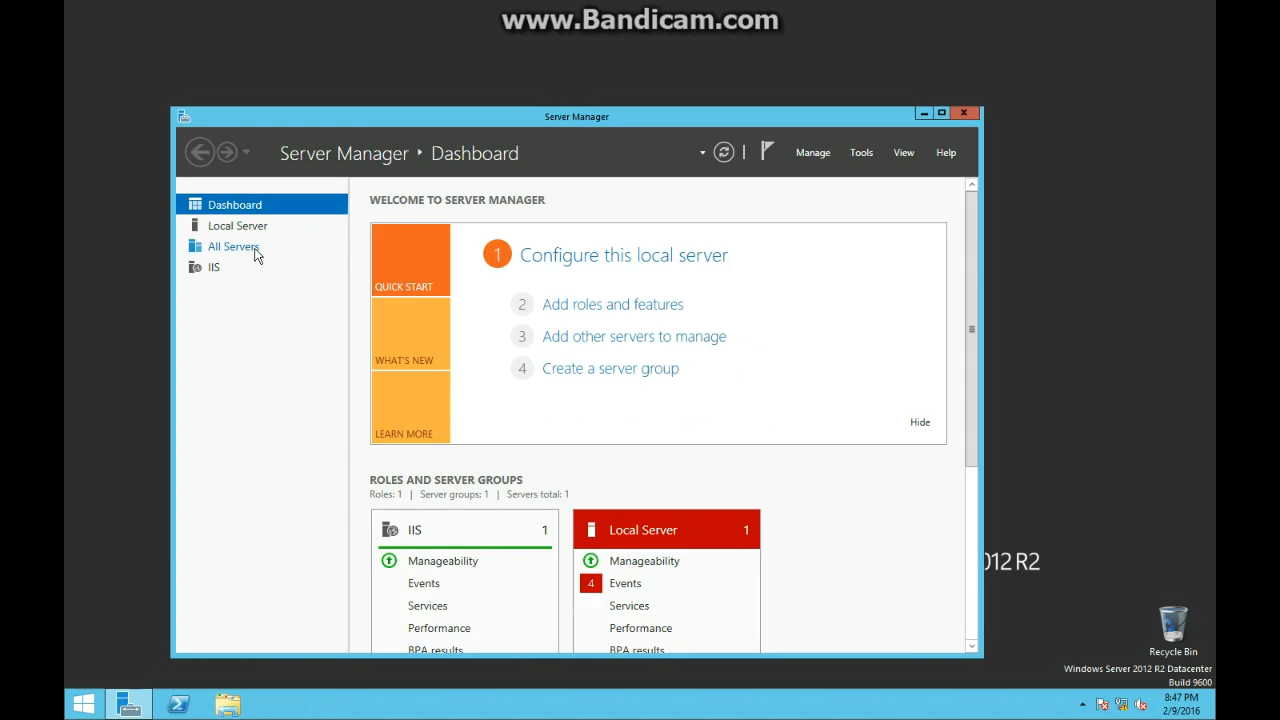 www.Bandicam.com
Server Manager
Server Manager ‣ Dashboard
Manage Tools View Help
Dashboard
Local Server
All Servers
IIS
WELCOME TO SERVER MANAGER
QUICK START
WHAT'S NEW
LEARN MORE
1 Configure this local server
2 Add roles and features
3 Add other servers to manage
4 Create a server group
Hide
ROLES AND SERVER GROUPS
Roles: 1 | Server groups: 1 | Servers total: 1
IIS 1
Manageability
Events
Services
Performance
BPA results
Local Server 1
Manageability
4 Events
Services
Performance
BPA results
012 R2
Recycle Bin
Windows Server 2012 R2 Datacenter
Build 9600
8:47 PM
2/9/2016